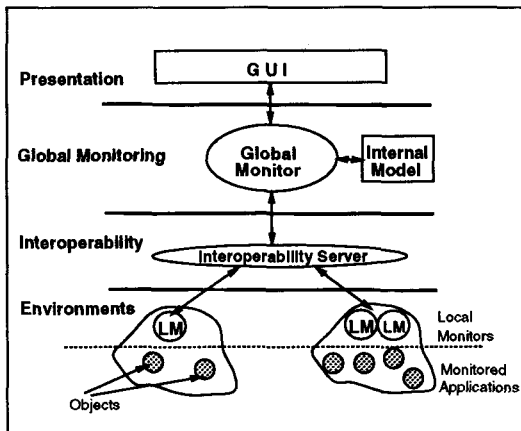 G U I
Presentation
Global Monitoring
Global
Monitor
Internal
Model
Interoperability
Interoperability Server
Environments
LM
LM
LM
Local
Monitors
Monitored
Applications
Objects